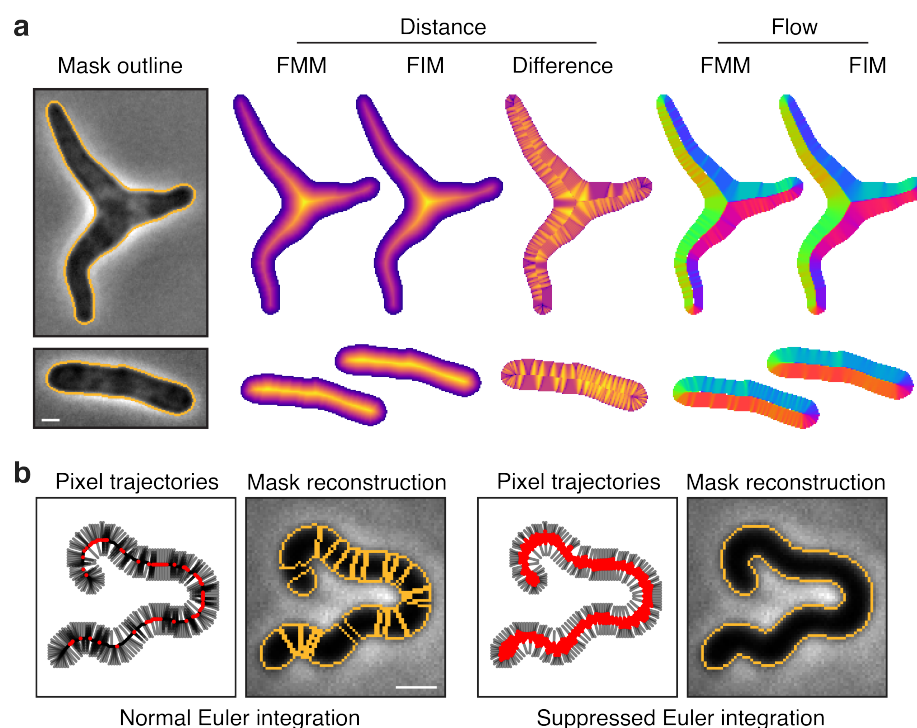 a
Distance
Flow
Mask outline
FMM
FIM
Difference
FMM
FIM
b
Pixel trajectories
Mask reconstruction
Pixel trajectories
Mask reconstruction
Normal Euler integration
Suppressed Euler integration